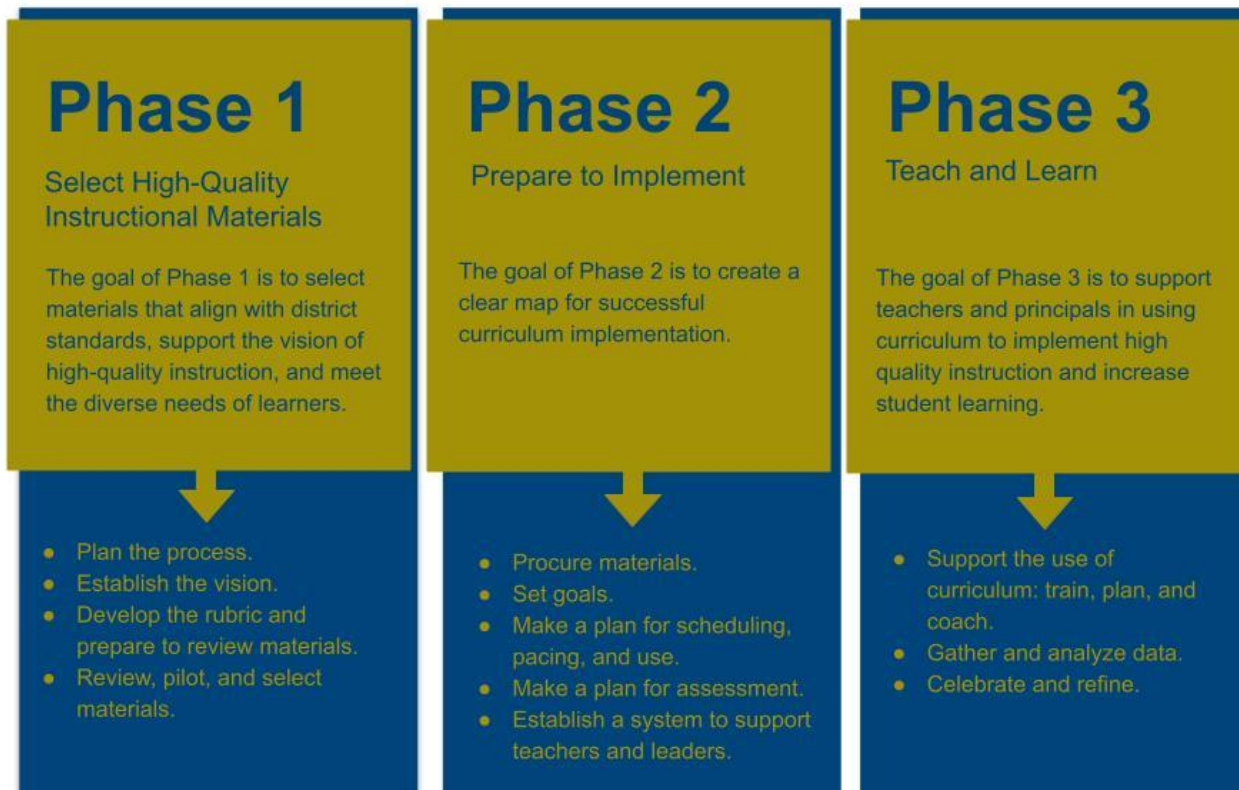 Phase 1
Select High-Quality
Instructional Materials
The goal of Phase 1 is to select
materials that align with district
standards, support the vision of
high-quality instruction, and meet
the diverse needs of learners.
● Plan the process.
● Establish the vision.
● Develop the rubric and
prepare to review materials.
● Review, pilot, and select
materials.
Phase 2
Prepare to Implement
The goal of Phase 2 is to create a
clear map for successful
curriculum implementation.
● Procure materials.
● Set goals.
● Make a plan for scheduling,
pacing, and use.
● Make a plan for assessment.
● Establish a system to support
teachers and leaders.
Phase 3
Teach and Learn
The goal of Phase 3 is to support
teachers and principals in using
curriculum to implement high
quality instruction and increase
student learning.
● Support the use of
curriculum: train, plan, and
coach.
● Gather and analyze data.
● Celebrate and refine.